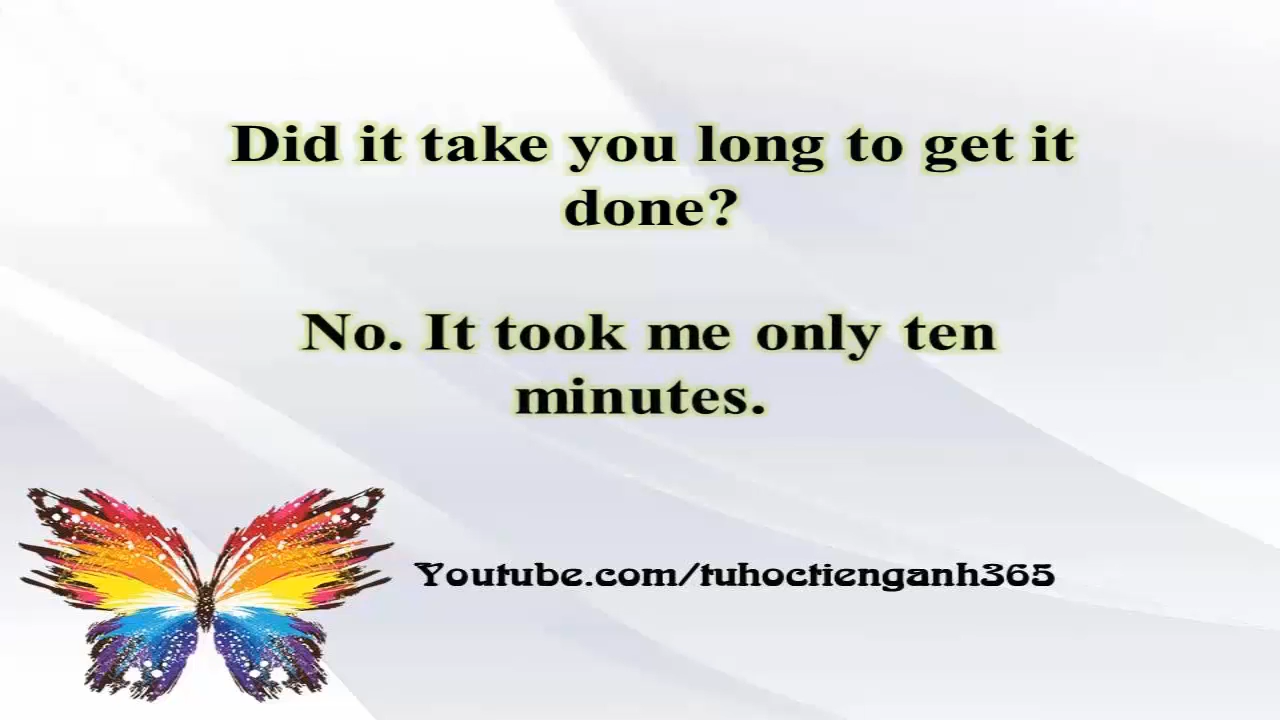 Did it take you long to get it
done?
No. It took me only ten
minutes.
Youtube.com/tuhoctienganh365